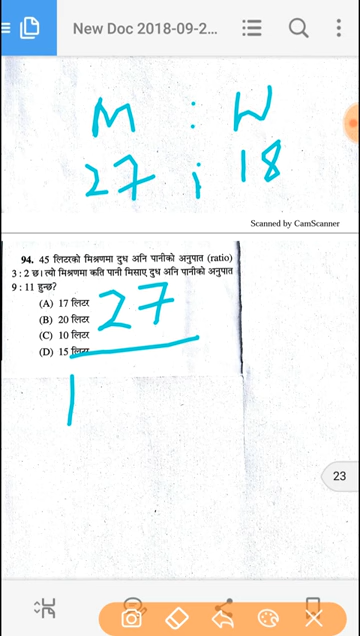 New Doc 2018-09-2...
M : W
27 : 18
Scanned by CamScanner
94. 45 लिटरको मिश्रणमा दुध अनि पानीको अनुपात (ratio)
3 : 2 छ। त्यो मिश्रणमा कति पानी मिसाए दुध अनि पानीको अनुपात
9 : 11 हुन्छ?
(A) 17 लिटर
(B) 20 लिटर
27
(C) 10 लिटर
(D) 15 लिटर
1
23